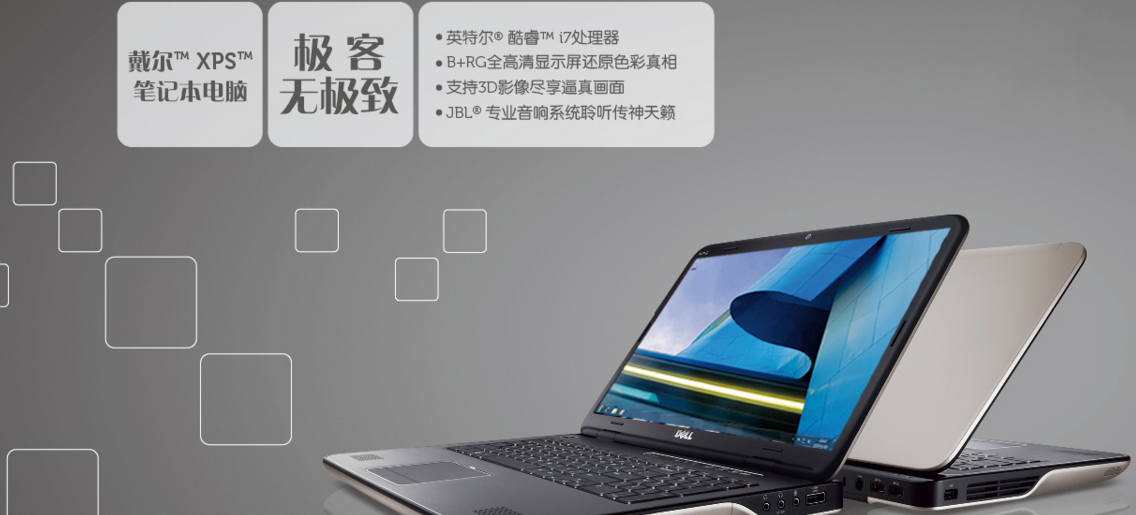 戴尔™ XPS™
笔记本电脑
极 客
无极致
• 英特尔® 酷睿™ i7处理器
• B+RG全高清显示屏还原色彩真相
• 支持3D影像尽享逼真画面
• JBL® 专业音响系统聆听传神天籁
DELL